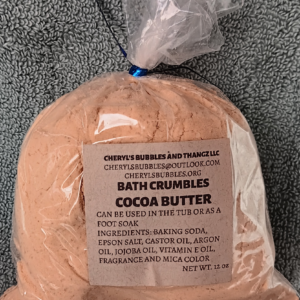 CHERYL'S BUBBLES AND THANGZ LLC
CHERYLSBUBBLES@OUTLOOK.COM
CHERYLSBUBBLES.ORG
BATH CRUMBLES
COCOA BUTTER
CAN BE USED IN THE TUB OR AS A
FOOT SOAK
INGREDIENTS: BAKING SODA,
EPSON SALT, CASTOR OIL, ARGON
OIL, JOJOBA OIL, VITAMIN E OIL,
FRAGRANCE AND MICA COLOR
NET WT. 12 OZ